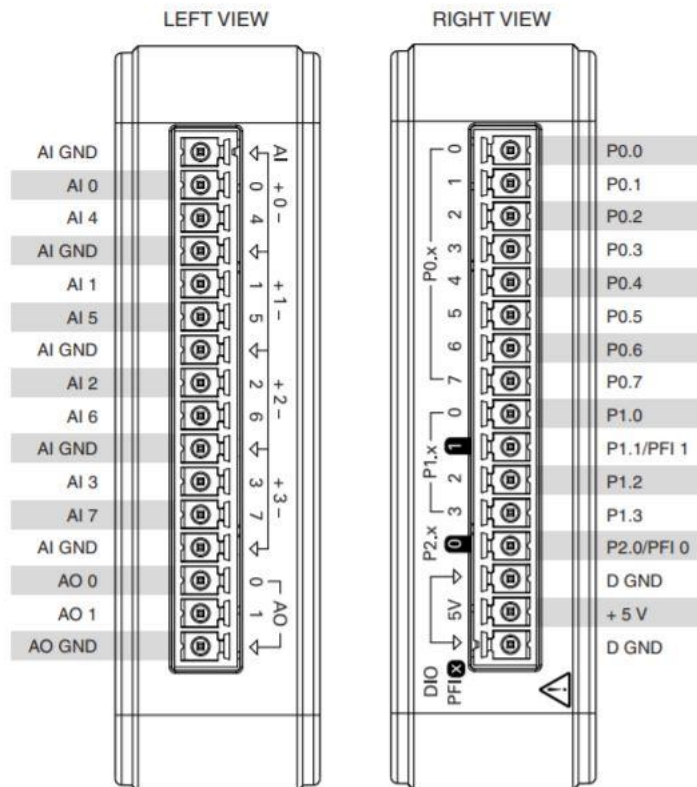 LEFT VIEW
RIGHT VIEW
AI GND
AI 0
AI 4
AI GND
AI 1
AI 5
AI GND
AI 2
AI 6
AI GND
AI 3
AI 7
AI GND
AO 0
AO 1
AO GND
AI
0
4
1
5
2
6
3
7
0
1
+ 0 -
+ 1 -
+ 2 -
+ 3 -
AO
P0.x
P1.x
P2.x
0
1
2
3
4
5
6
7
0
1
2
3
0
5V
DIO
PFI X
P0.0
P0.1
P0.2
P0.3
P0.4
P0.5
P0.6
P0.7
P1.0
P1.1/PFI 1
P1.2
P1.3
P2.0/PFI 0
D GND
+ 5 V
D GND